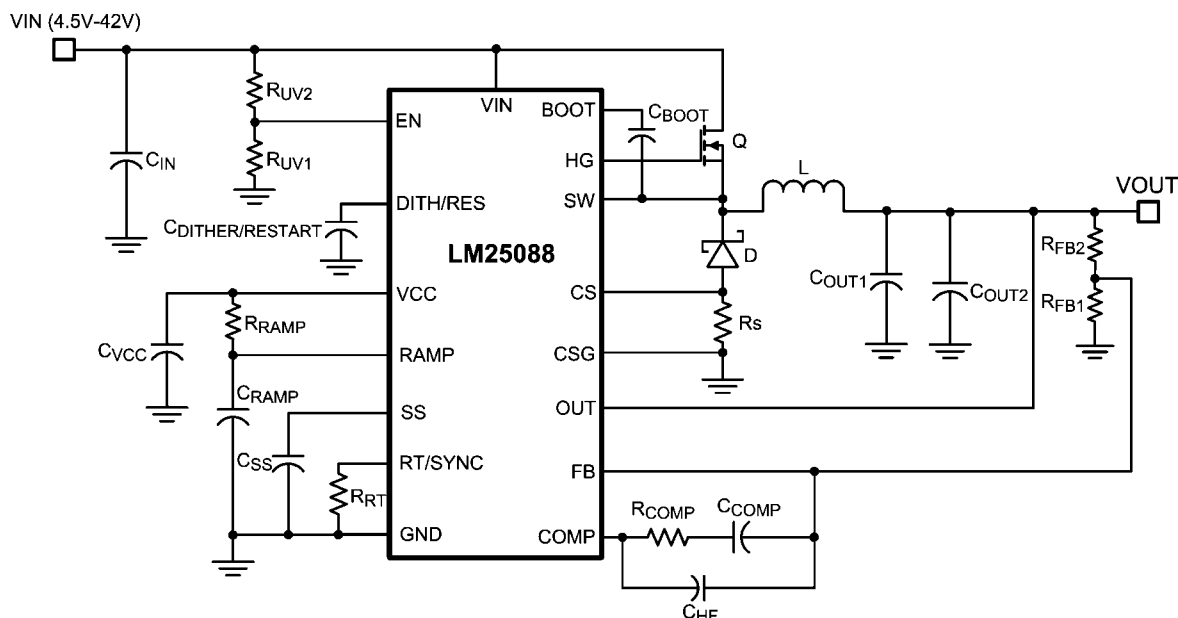 VIN (4.5V-42V)
RUV2
VIN
BOOT
CBOOT
EN
Q
CIN
RUV1
HG
L
VOUT
DITH/RES
SW
CDITHER/RESTART
LM25088
D
RFB2
COUT1
COUT2
VCC
CS
RFB1
RRAMP
Rs
CVCC
RAMP
CSG
CRAMP
SS
OUT
CSS
RT/SYNC
FB
RRT
RCOMP
CCOMP
GND
COMP
CHF